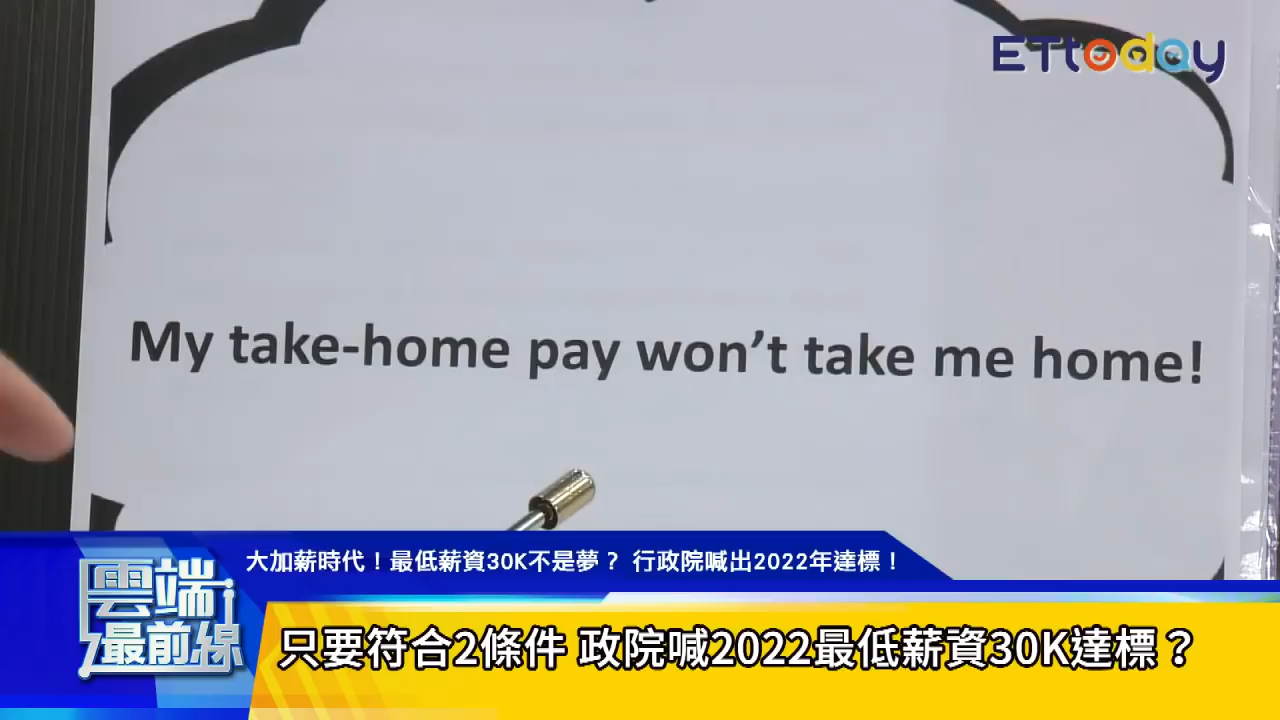 ETtoday
My take-home pay won't take me home!
大加薪時代！最低薪資30K不是夢？ 行政院喊出2022年達標！
雲端
最前線
只要符合2條件 政院喊2022最低薪資30K達標？